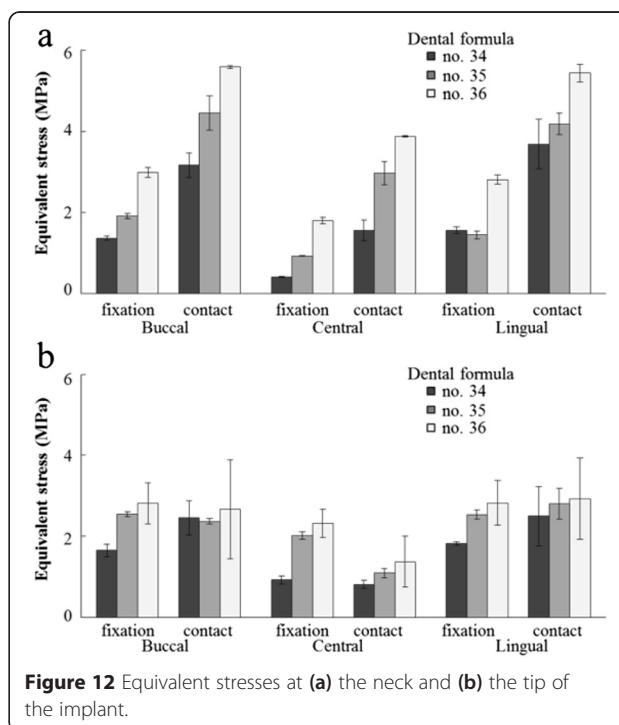 a
6
4
2
0
Equivalent stress (MPa)
Dental formula
no. 34
no. 35
no. 36
fixation contact fixation contact fixation contact
Buccal Central Lingual
b
6
4
2
0
Equivalent stress (MPa)
Dental formula
no. 34
no. 35
no. 36
fixation contact fixation contact fixation contact
Buccal Central Lingual
Figure 12 Equivalent stresses at (a) the neck and (b) the tip of
the implant.